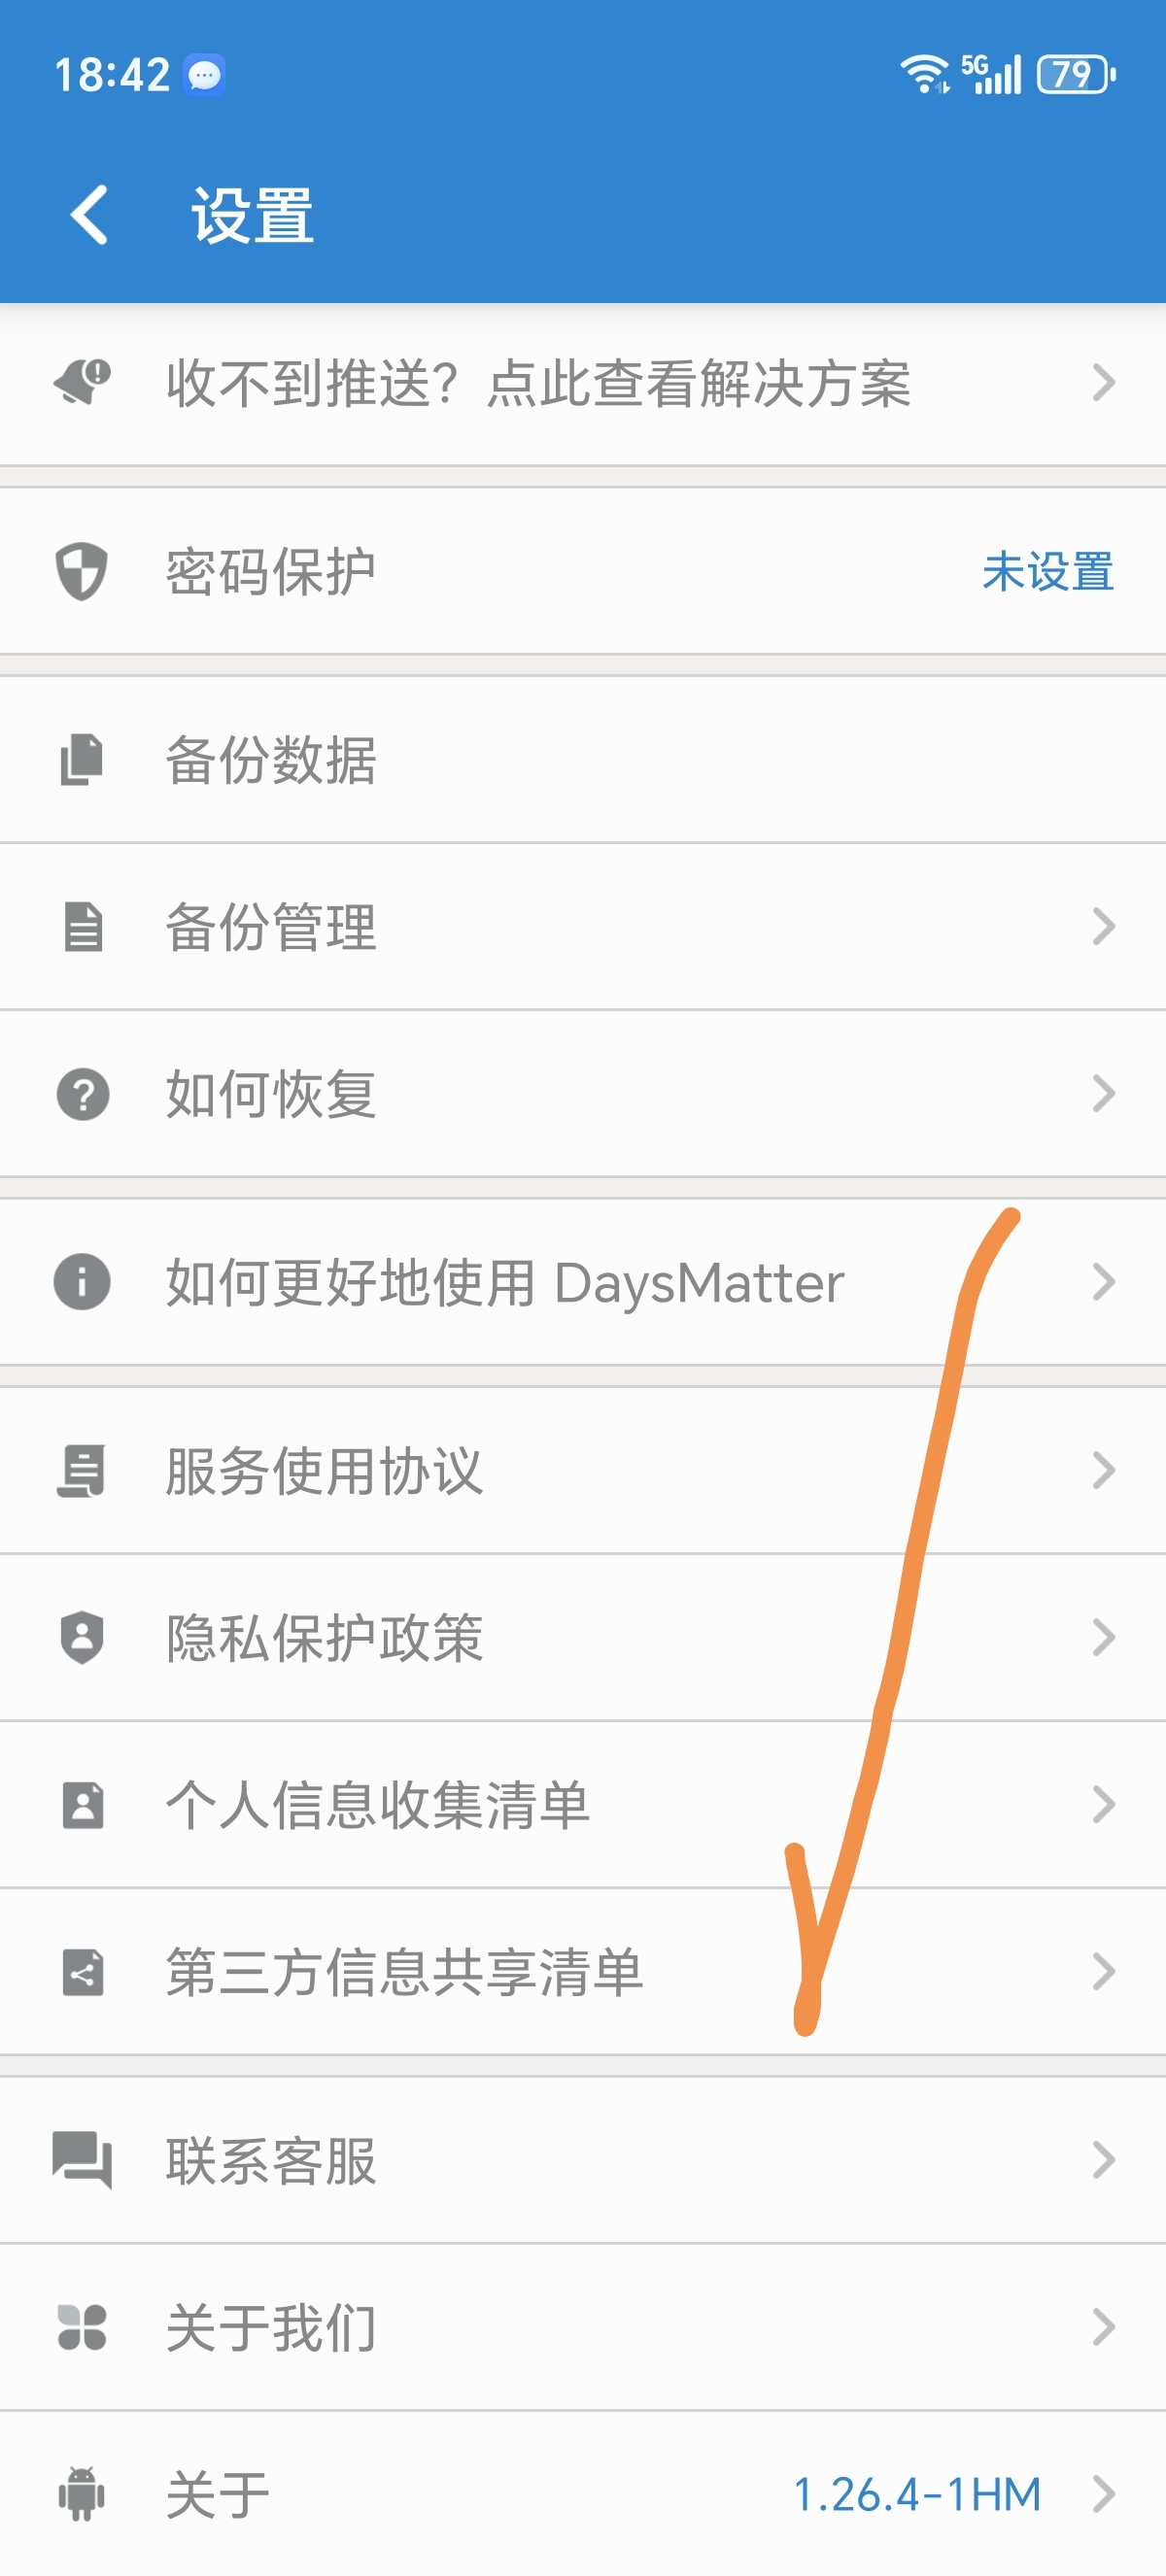 18:42 5G 79
设置
收不到推送？点此查看解决方案
密码保护 未设置
备份数据
备份管理
如何恢复
如何更好地使用 DaysMatter
服务使用协议
隐私保护政策
个人信息收集清单
第三方信息共享清单
联系客服
关于我们
关于 1.26.4-1HM